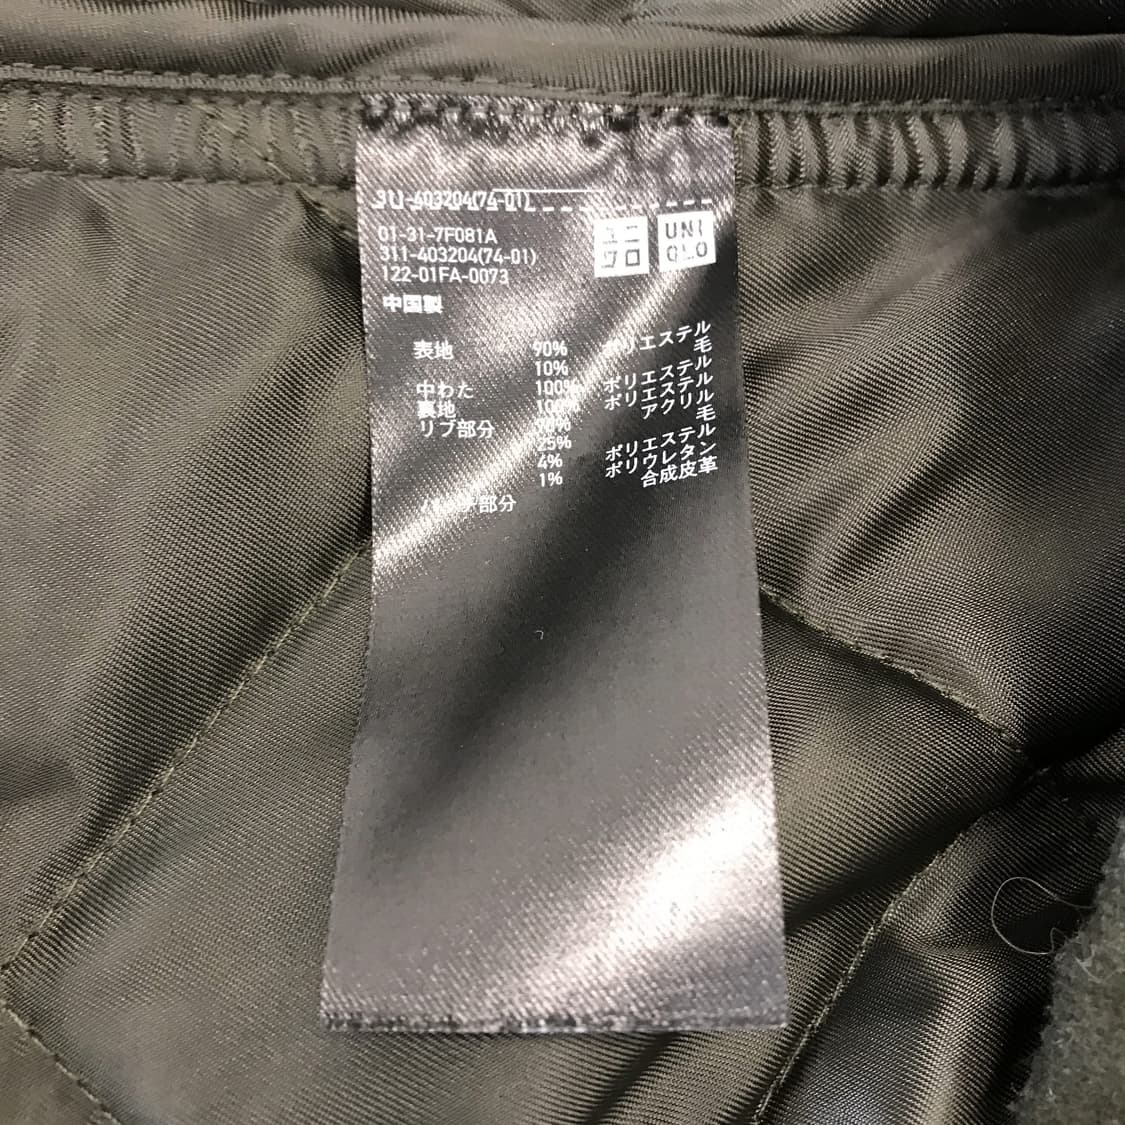 311-403204(74-01)
ユニ
クロ
UNI
QLO
01-31-7F081A
311-403204(74-01)
122-01FA-0073
中国製
表地 90% ポリエステル
10% 毛
中わた 100% ポリエステル
裏地 100% ポリエステル
リブ部分 70% アクリル
25% 毛
4% ポリエステル
1% ポリウレタン
部分 合成皮革